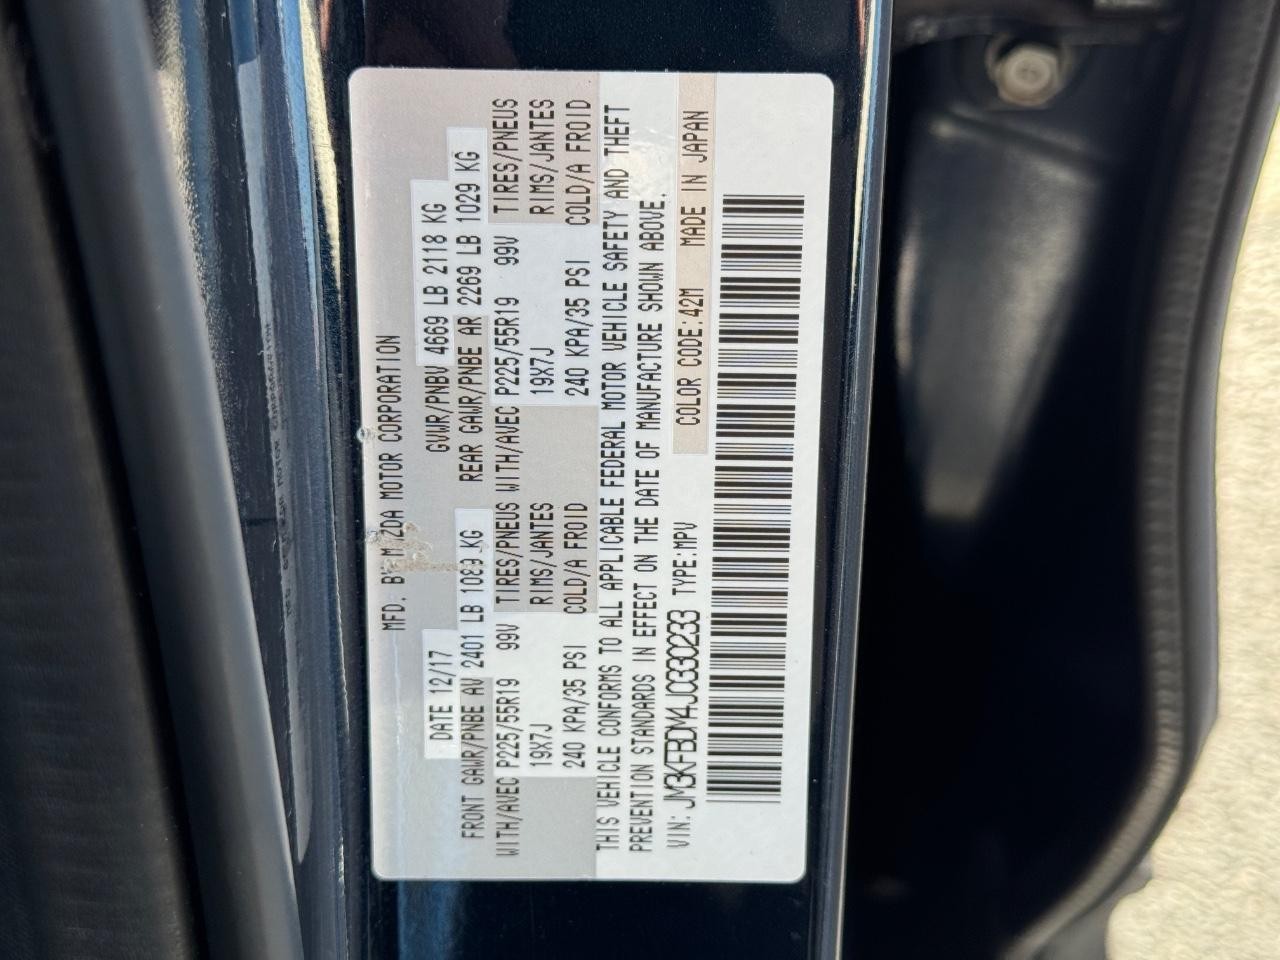 MFD. BY MAZDA MOTOR CORPORATION
DATE 12/17 GVWR/PNBV 4669 LB 2118 KG
FRONT GAWR/PNBE AV 2401 LB 1089 KG REAR GAWR/PNBE AR 2269 LB 1029 KG
WITH/AVEC P225/55R19 99V TIRES/PNEUS WITH/AVEC P225/55R19 99V TIRES/PNEUS
19X7J RIMS/JANTES 19X7J RIMS/JANTES
240 KPA/35 PSI COLD/A FROID 240 KPA/35 PSI COLD/A FROID
THIS VEHICLE CONFORMS TO ALL APPLICABLE FEDERAL MOTOR VEHICLE SAFETY AND THEFT
PREVENTION STANDARDS IN EFFECT ON THE DATE OF MANUFACTURE SHOWN ABOVE.
VIN: JM3KFBDM4J0330233 TYPE:MPV COLOR CODE:42M MADE IN JAPAN